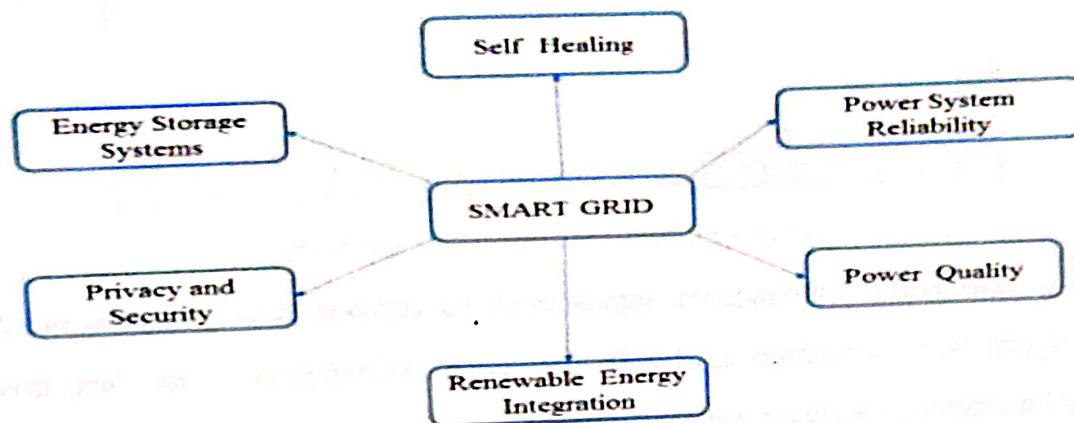 Self Healing
Energy Storage
Systems
Power System
Reliability
SMART GRID
Privacy and
Security
Power Quality
Renewable Energy
Integration